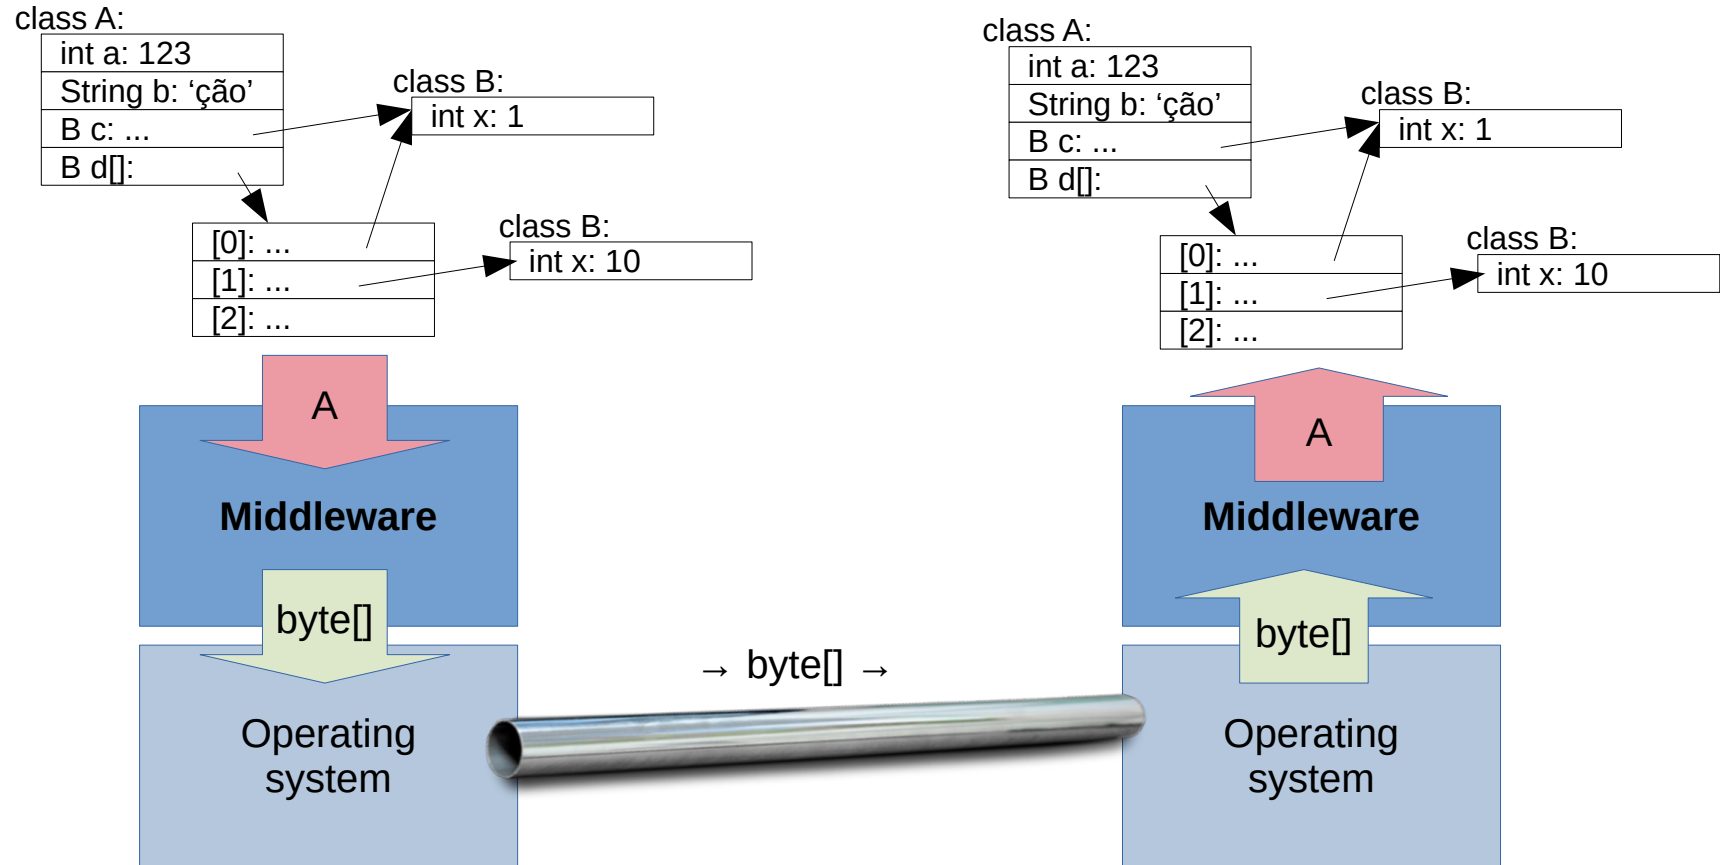 class A:
int a: 123
String b: ‘ção’
B c: ...
B d[]:
class B:
int x: 1
[0]: ...
[1]: ...
[2]: ...
class B:
int x: 10
A
Middleware
byte[]
Operating
system
→ byte[] →
class A:
int a: 123
String b: ‘ção’
B c: ...
B d[]:
class B:
int x: 1
[0]: ...
[1]: ...
[2]: ...
class B:
int x: 10
A
Middleware
byte[]
Operating
system